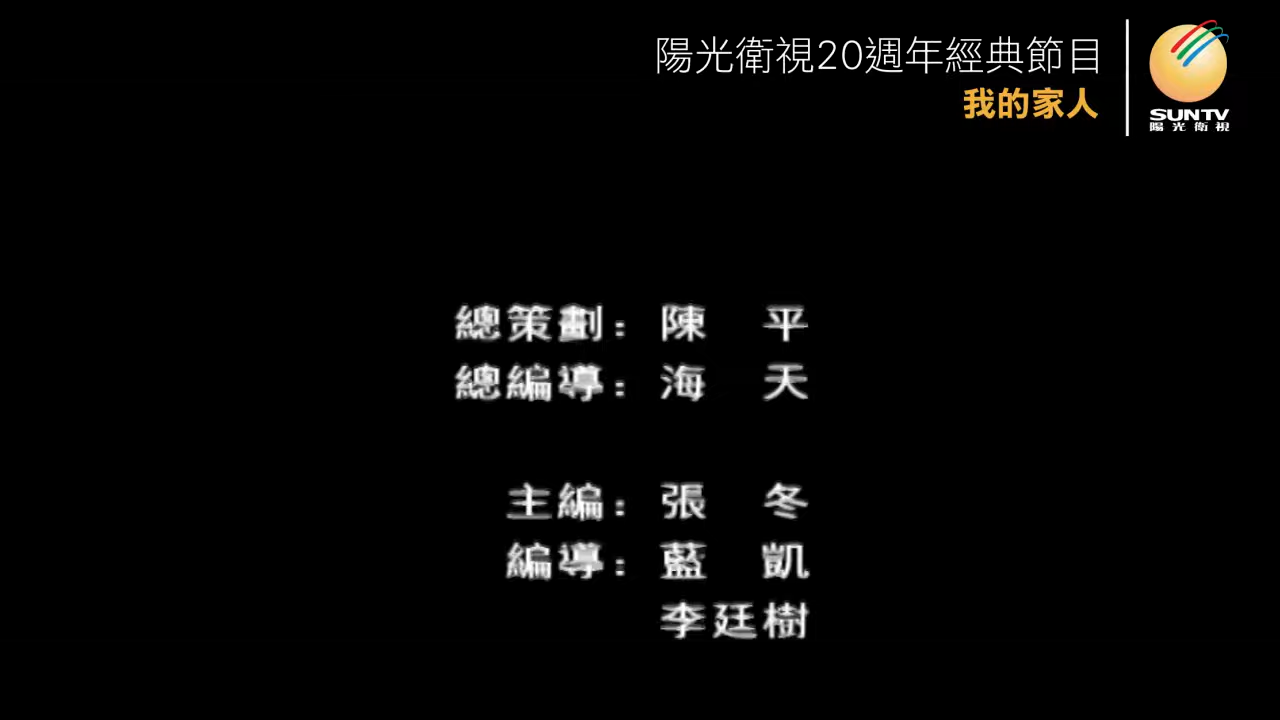 陽光衛視20週年經典節目
我的家人
SUNTV
陽光衛視
總策劃：陳　平
總編導：海　天
主編：張　冬
編導：藍　凱
李廷樹